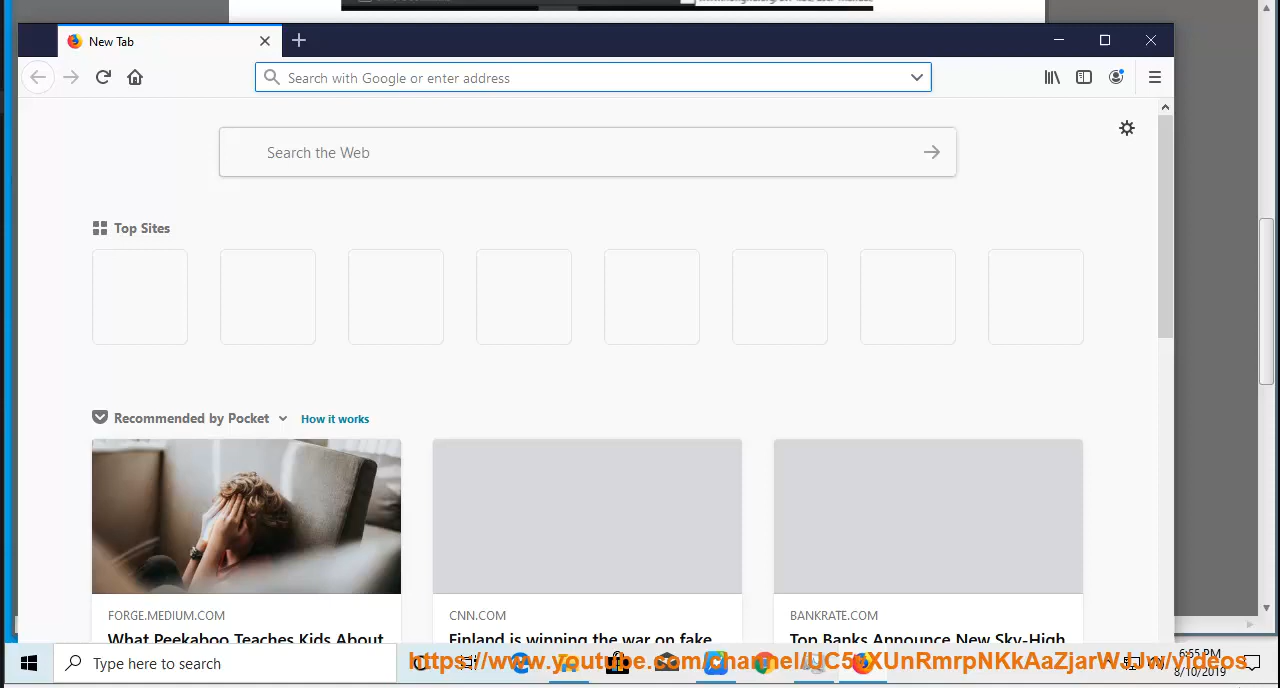 New Tab
Search with Google or enter address
Search the Web
Top Sites
Recommended by Pocket
How it works
FORGE.MEDIUM.COM
CNN.COM
BANKRATE.COM
What Peekaboo Teaches Kids About
Finland is winning the war on fake
Top Banks Announce New Sky-High
Type here to search
6:55 PM
8/10/2019